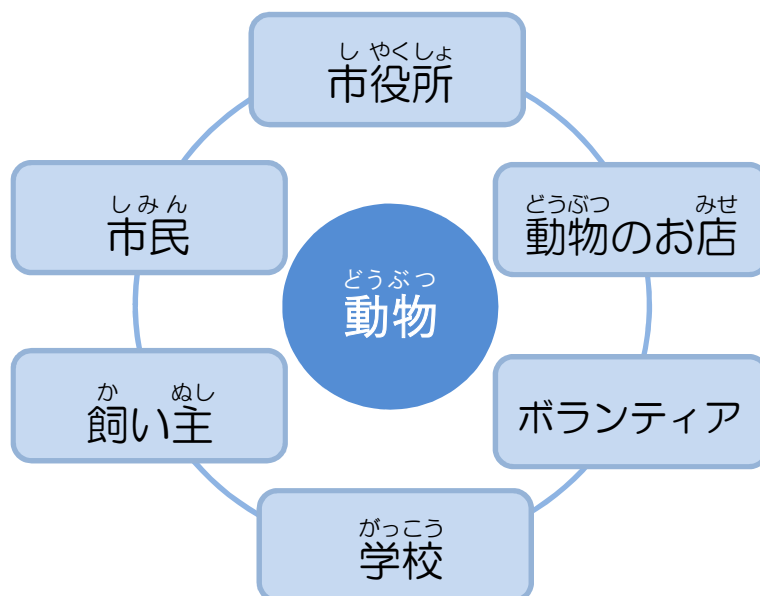 し やくしょ
市役所
しみん
市民
どうぶつ みせ
動物のお店
どうぶつ
動物
か ぬし
飼い主
ボランティア
がっこう
学校